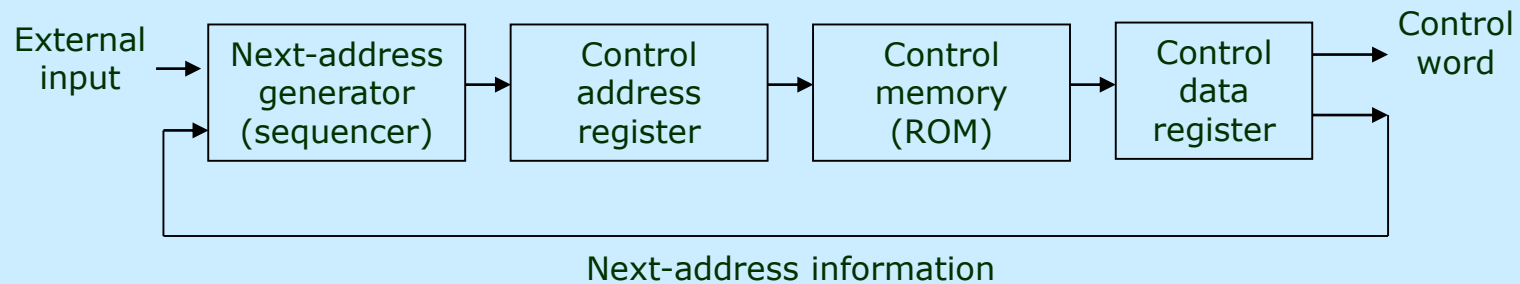 External
input
Next-address
generator
(sequencer)
Control
address
register
Control
memory
(ROM)
Control
data
register
Control
word
Next-address information